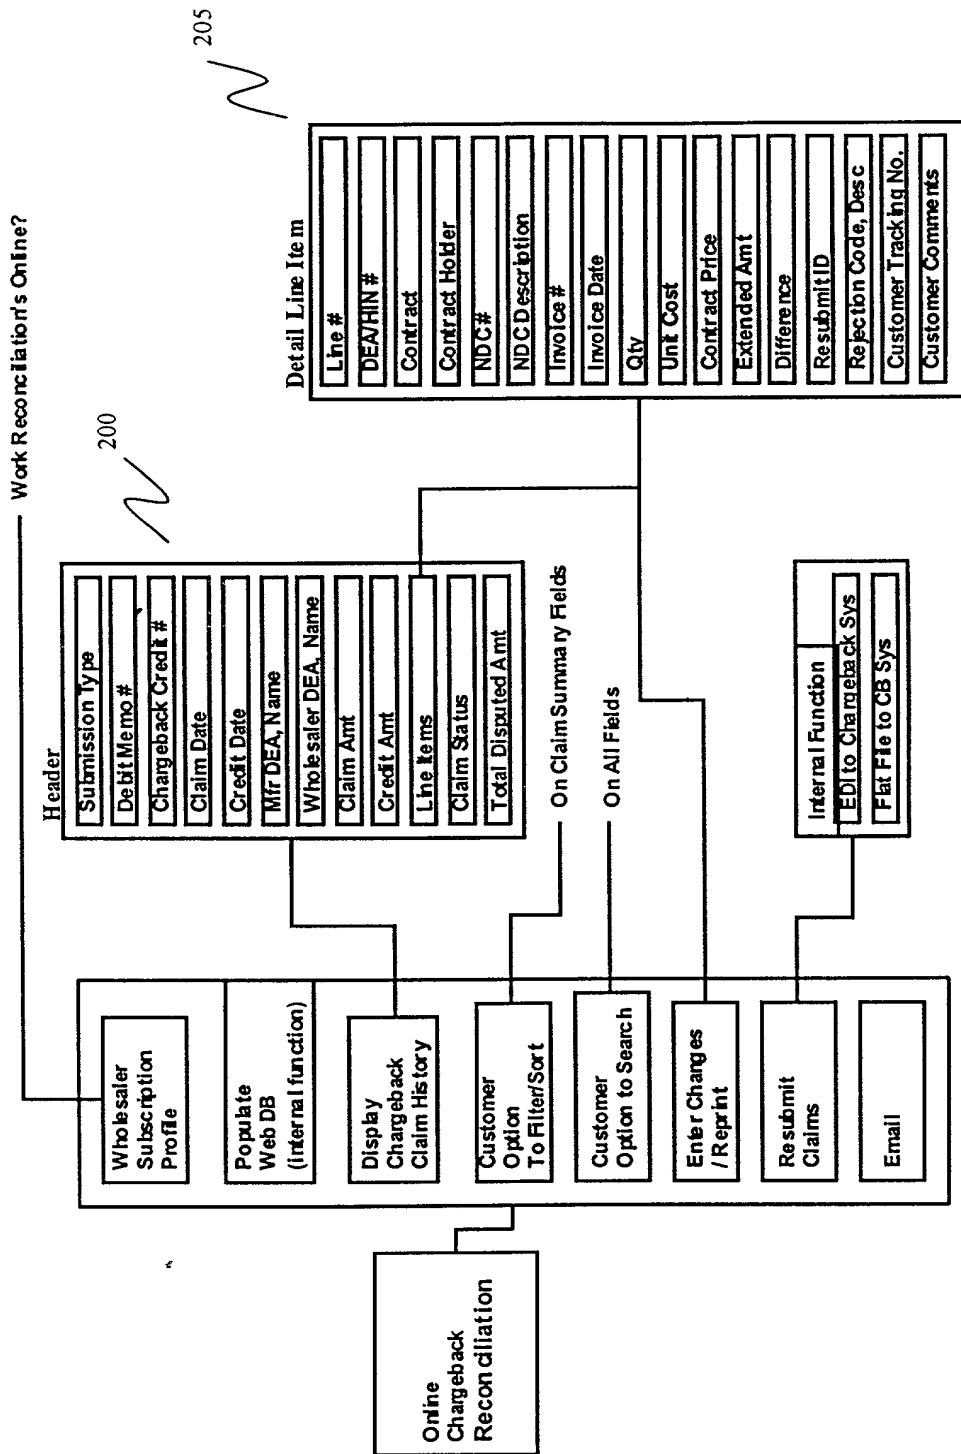 Online
Chargeback
Reconciliation
Wholesaler
Subscription
Profile
Populate
Web DB
(internal function)
Display
Chargeback
Claim History
Customer
Option
To Filter/Sort
Customer
Option to Search
Enter Changes
/ Reprint
Resubmit
Claims
Email
Work Reconciliation's Online?
Header
200
Submission Type
Debit Memo #
Chargeback Credit #
Claim Date
Credit Date
Mfr DEA, Name
Wholesaler DEA, Name
Claim Amt
Credit Amt
Line Items
Claim Status
Total Disputed Amt
On Claim Summary Fields
On All Fields
Internal Function
EDI to Chargeback Sys
Flat File to CB Sys
205
Detail Line Item
Line #
DEA/HIN #
Contract
Contract Holder
NDC #
NDC Description
Invoice #
Invoice Date
Qty
Unit Cost
Contract Price
Extended Amt
Difference
Resubmit ID
Rejection Code, Desc
Customer Tracking No.
Customer Comments